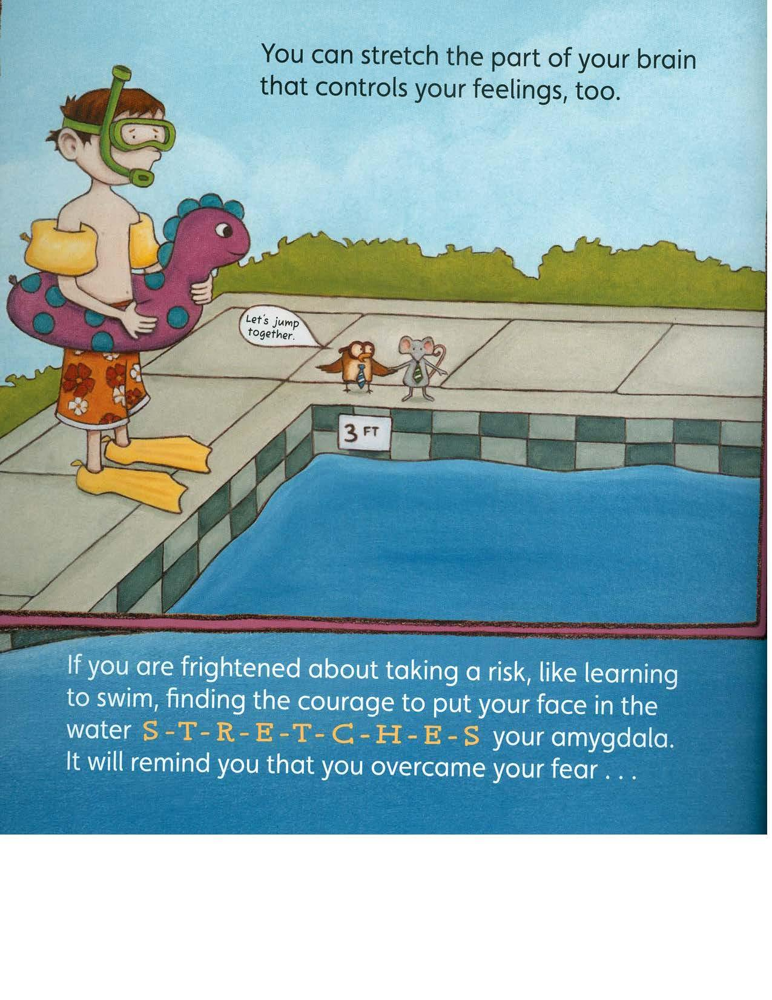 You can stretch the part of your brain
that controls your feelings, too.
Let's jump
together.
3 FT
If you are frightened about taking a risk, like learning
to swim, finding the courage to put your face in the
water S-T-R-E-T-C-H-E-S your amygdala.
It will remind you that you overcame your fear . . .